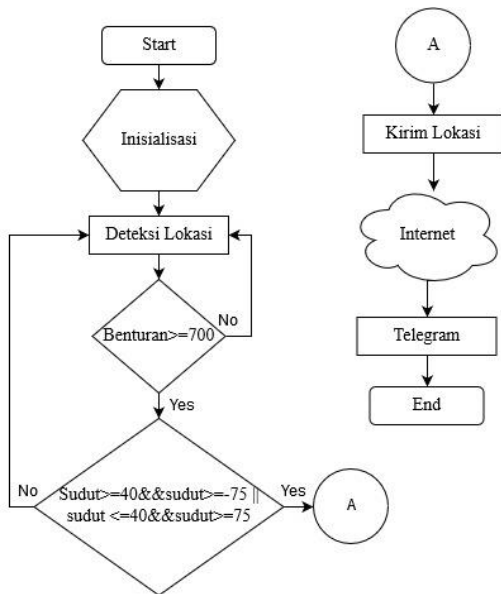 Start
Inisialisasi
Deteksi Lokasi
Benturan>=700
No
Yes
Sudut>=40&&sudut>=-75 ||
sudut <=40&&sudut>=75
No
Yes
A
A
Kirim Lokasi
Internet
Telegram
End